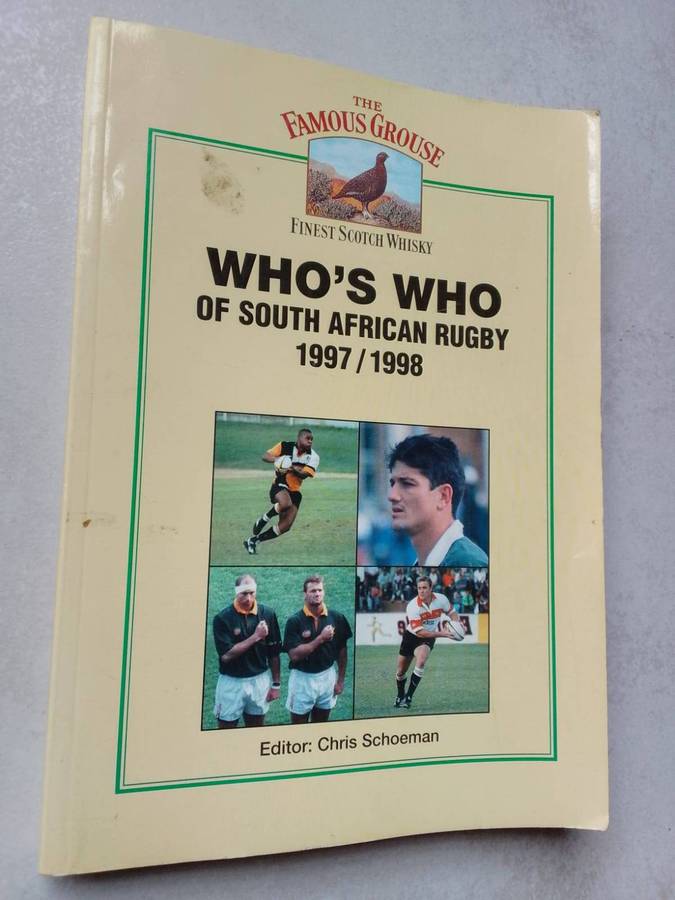 THE
FAMOUS GROUSE
FINEST SCOTCH WHISKY
WHO'S WHO
OF SOUTH AFRICAN RUGBY
1997/1998
Editor: Chris Schoeman